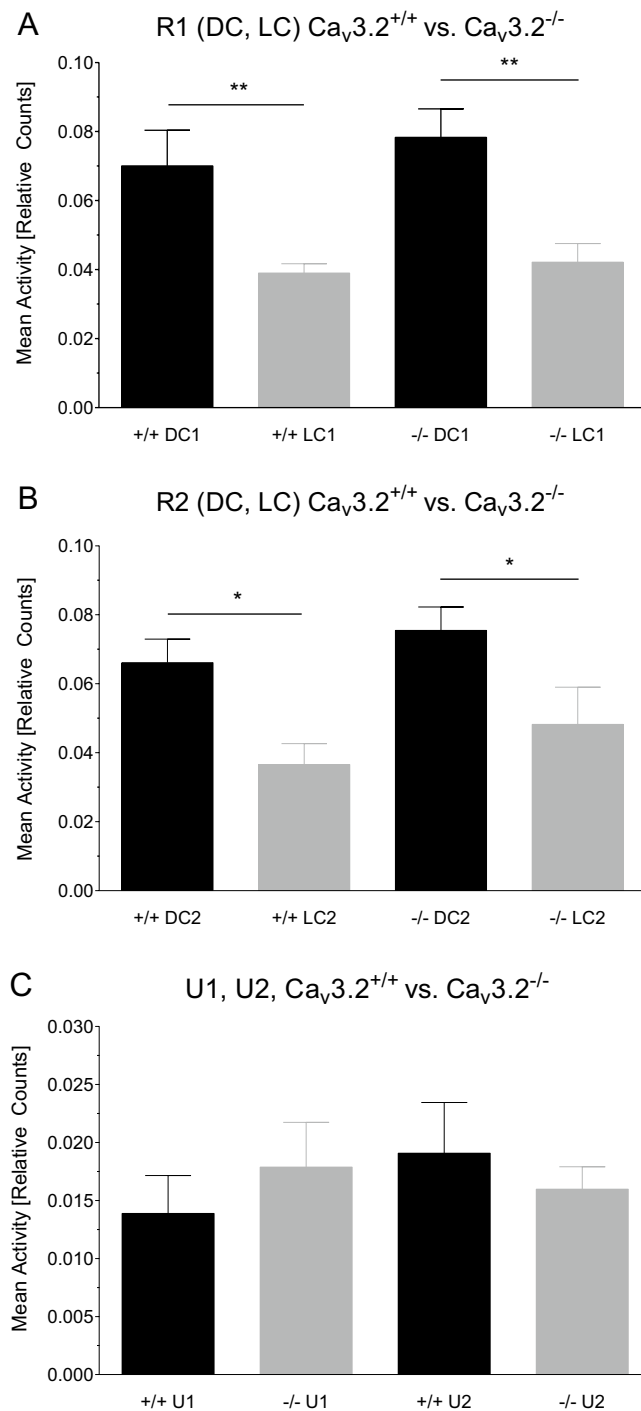 A
R1 (DC, LC) Caᵥ3.2⁺/⁺ vs. Caᵥ3.2⁻/⁻
Mean Activity [Relative Counts]
0.10
0.08
0.06
0.04
0.02
0.00
**
**
+/+ DC1
+/+ LC1
-/- DC1
-/- LC1
B
R2 (DC, LC) Caᵥ3.2⁺/⁺ vs. Caᵥ3.2⁻/⁻
Mean Activity [Relative Counts]
0.10
0.08
0.06
0.04
0.02
0.00
*
*
+/+ DC2
+/+ LC2
-/- DC2
-/- LC2
C
U1, U2, Caᵥ3.2⁺/⁺ vs. Caᵥ3.2⁻/⁻
Mean Activity [Relative Counts]
0.030
0.025
0.020
0.015
0.010
0.005
0.000
+/+ U1
-/- U1
+/+ U2
-/- U2